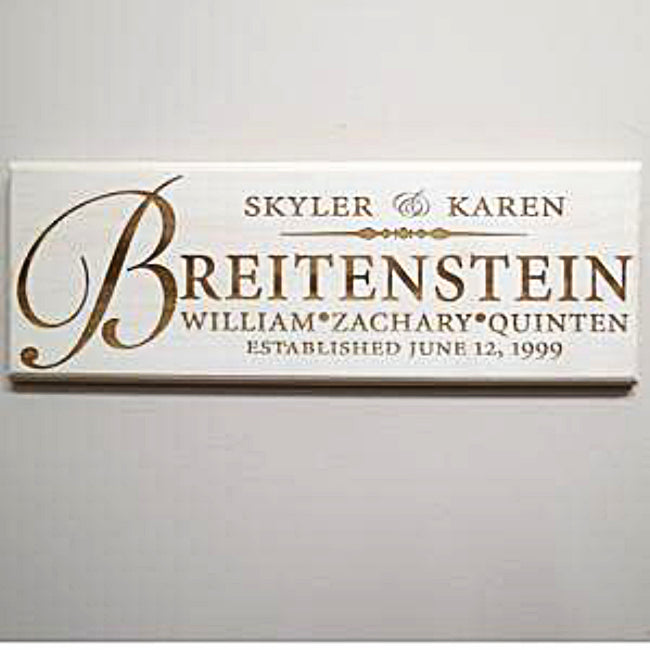 SKYLER & KAREN
BREITENSTEIN
WILLIAM•ZACHARY•QUINTEN
ESTABLISHED JUNE 12, 1999